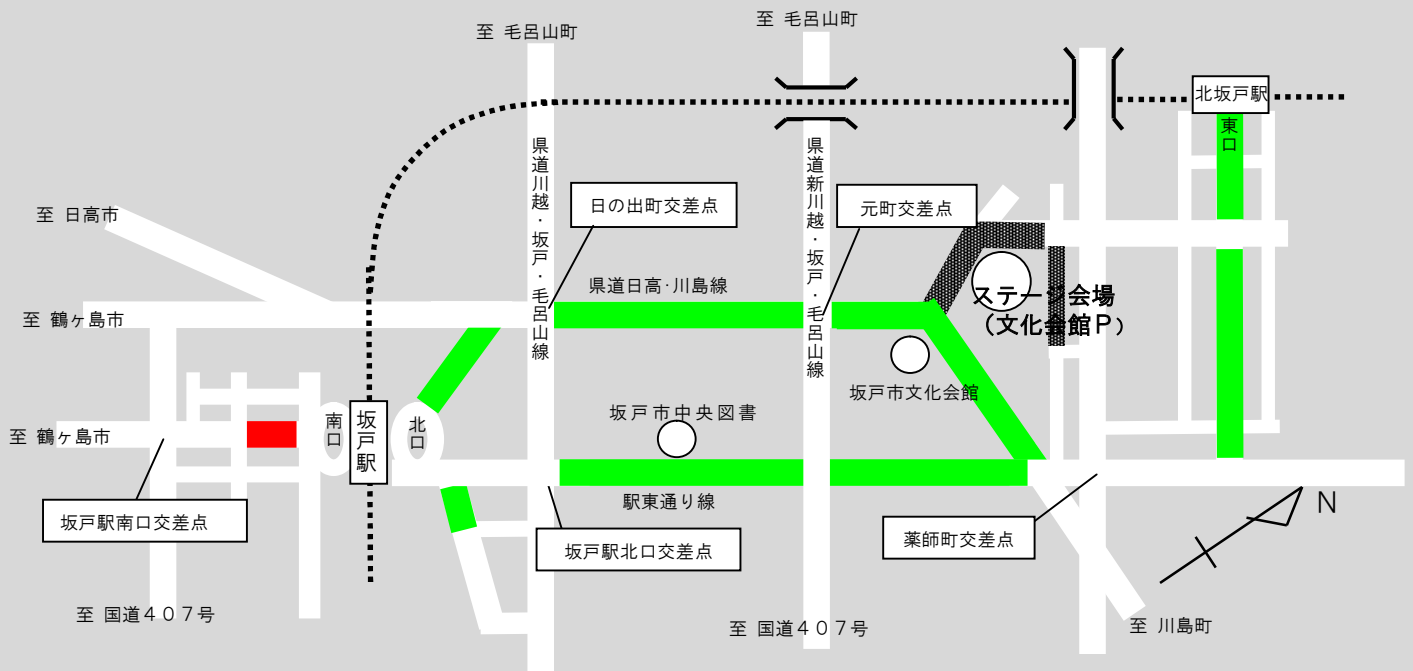 至 毛呂山町
至 毛呂山町
北坂戸駅
東口
県道川越・坂戸・毛呂山線
県道新川越・坂戸・毛呂山線
日の出町交差点
元町交差点
至 日高市
県道日高・川島線
ステージ会場
（文化会館Ｐ）
至 鶴ヶ島市
坂戸市文化会館
坂戸市中央図書
南口
坂戸駅
北口
至 鶴ヶ島市
駅東通り線
坂戸駅南口交差点
坂戸駅北口交差点
薬師町交差点
N
至 国道４０７号
至 国道４０７号
至 川島町